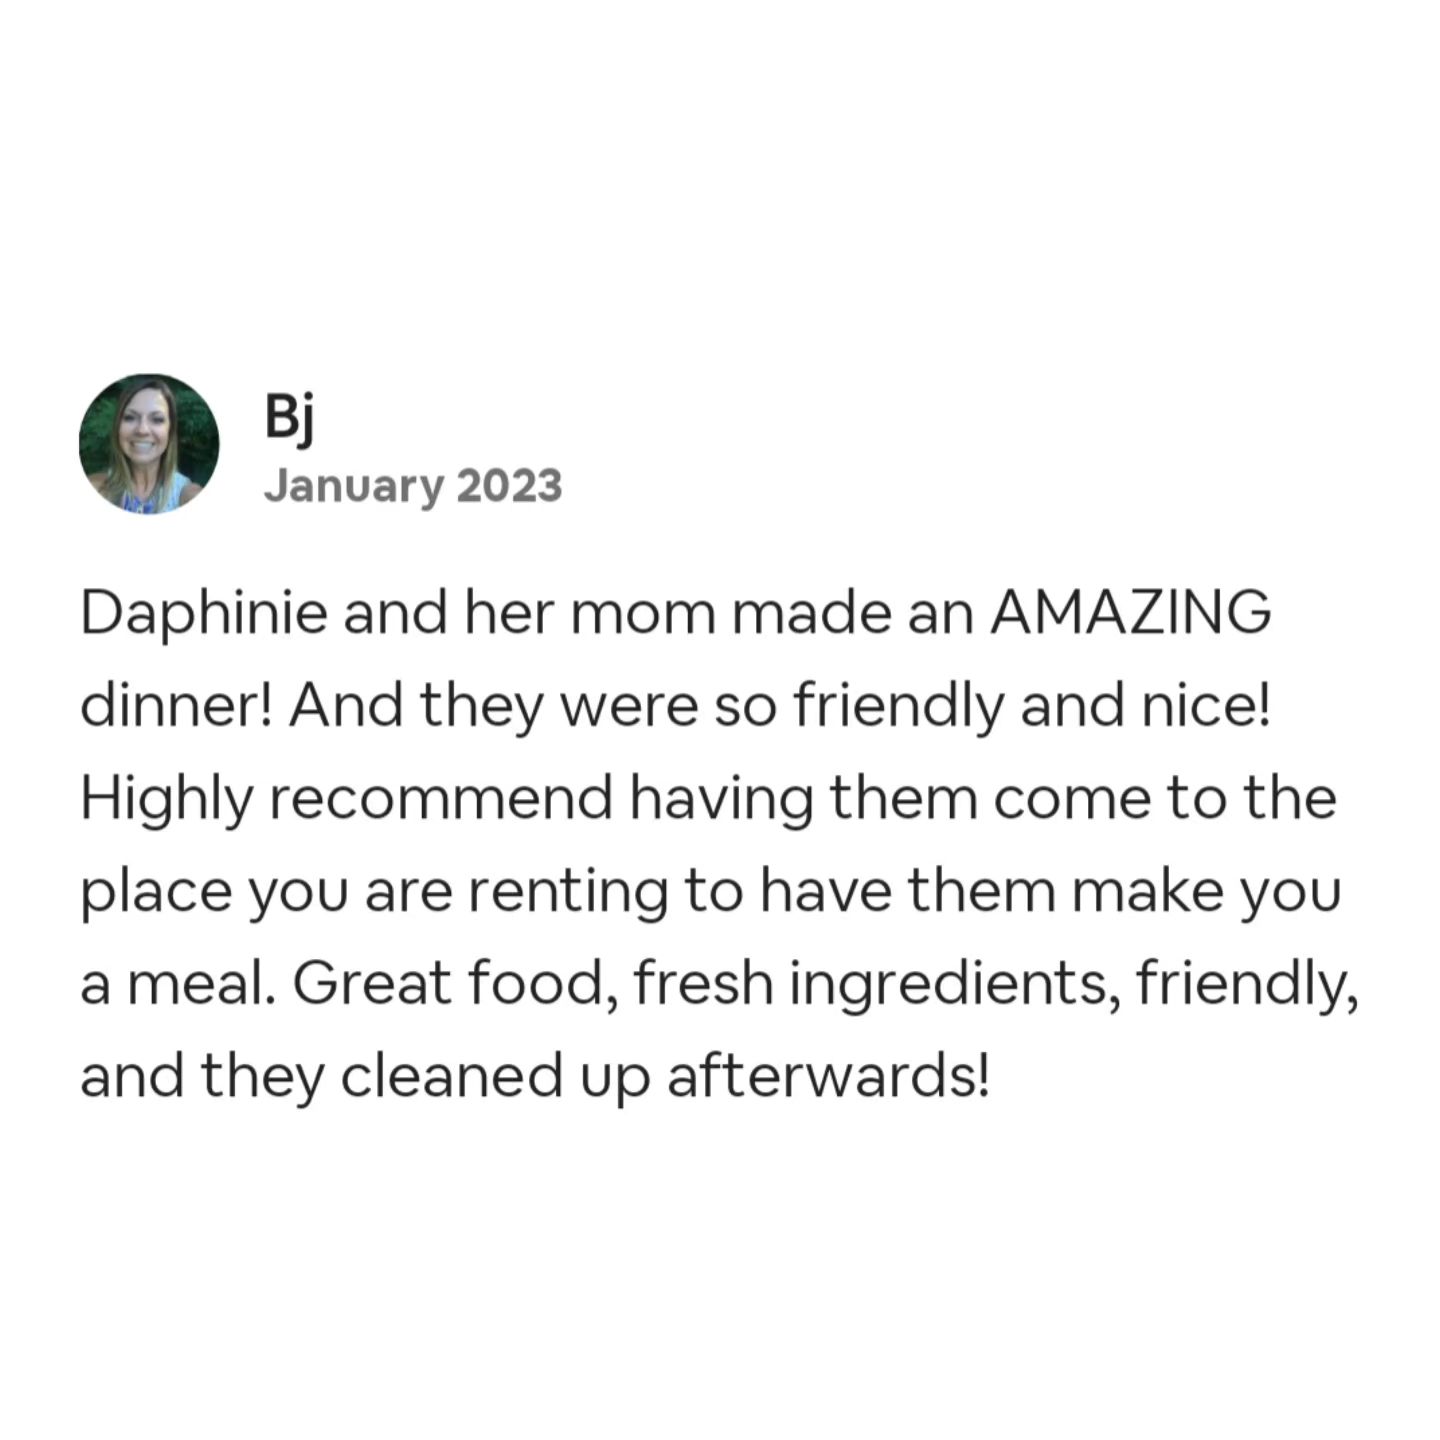 Bj
January 2023
Daphinie and her mom made an AMAZING
dinner! And they were so friendly and nice!
Highly recommend having them come to the
place you are renting to have them make you
a meal. Great food, fresh ingredients, friendly,
and they cleaned up afterwards!